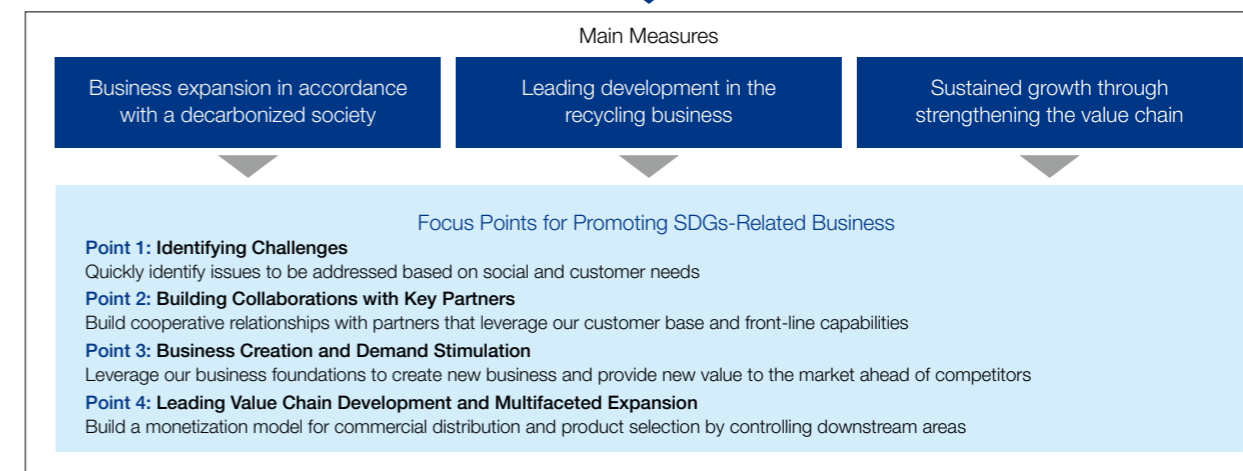 Main Measures
Business expansion in accordance
with a decarbonized society
Leading development in the
recycling business
Sustained growth through
strengthening the value chain
Focus Points for Promoting SDGs-Related Business
Point 1: Identifying Challenges
Quickly identify issues to be addressed based on social and customer needs
Point 2: Building Collaborations with Key Partners
Build cooperative relationships with partners that leverage our customer base and front-line capabilities
Point 3: Business Creation and Demand Stimulation
Leverage our business foundations to create new business and provide new value to the market ahead of competitors
Point 4: Leading Value Chain Development and Multifaceted Expansion
Build a monetization model for commercial distribution and product selection by controlling downstream areas